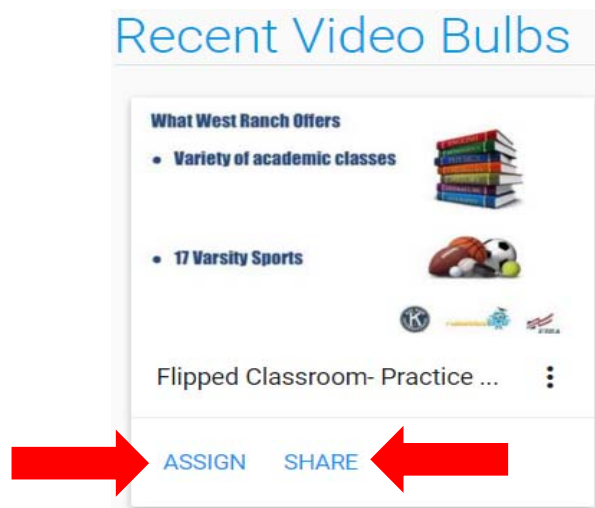 Recent Video Bulbs
What West Ranch Offers
• Variety of academic classes
• 17 Varsity Sports
K
Flipped Classroom- Practice ...
ASSIGN SHARE